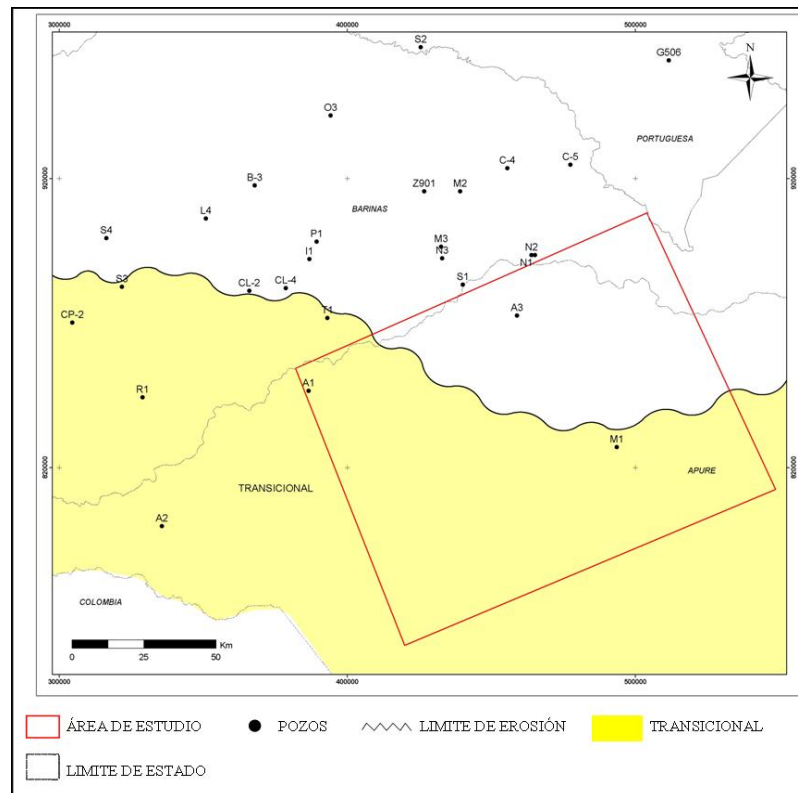 300000 400000 500000
S2
G506
N
O3
PORTUGUESA
C-4 C-5
920000 920000
B-3 Z901 M2
BARINAS
L4
S4 P1 M3
I1 N3 N2
N1
S3 CL-2 CL-4 S1
CP-2 T1 A3
R1 A1
M1
820000 820000
TRANSICIONAL APURE
A2
COLOMBIA
Km
0 25 50
300000 400000 500000
ÁREA DE ESTUDIO POZOS LIMITE DE EROSIÓN TRANSICIONAL
LIMITE DE ESTADO